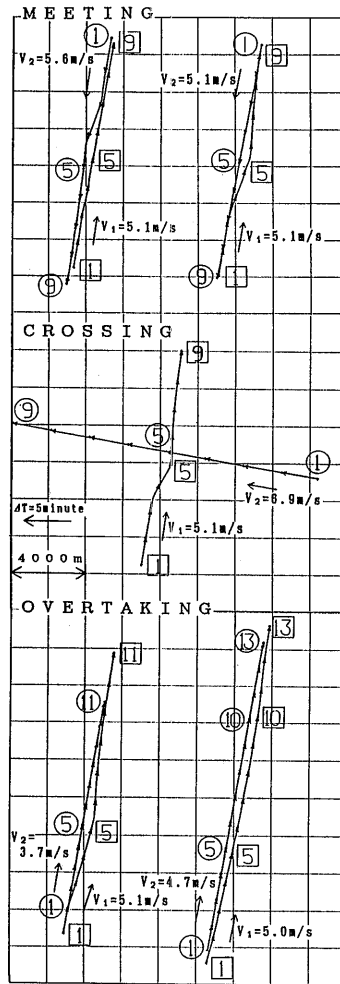 MEETING
① 9 ① 9
V₂=5.6m/s V₂=5.1m/s
⑤ 5 ⑤ 5
V₁=5.1m/s V₁=5.1m/s
⑨ 1 ⑨ 1
CROSSING
9
⑨ ⑤
5 ①
V₂=6.9m/s
ΔT=5minute
V₁=5.1m/s
4000m
1
OVERTAKING
13
11 ⑬
⑪ ⑩ 10
⑤ 5 ⑤ 5
V₂=
3.7m/s
V₂=4.7m/s
① V₁=5.1m/s
1 ① V₁=5.0m/s
1